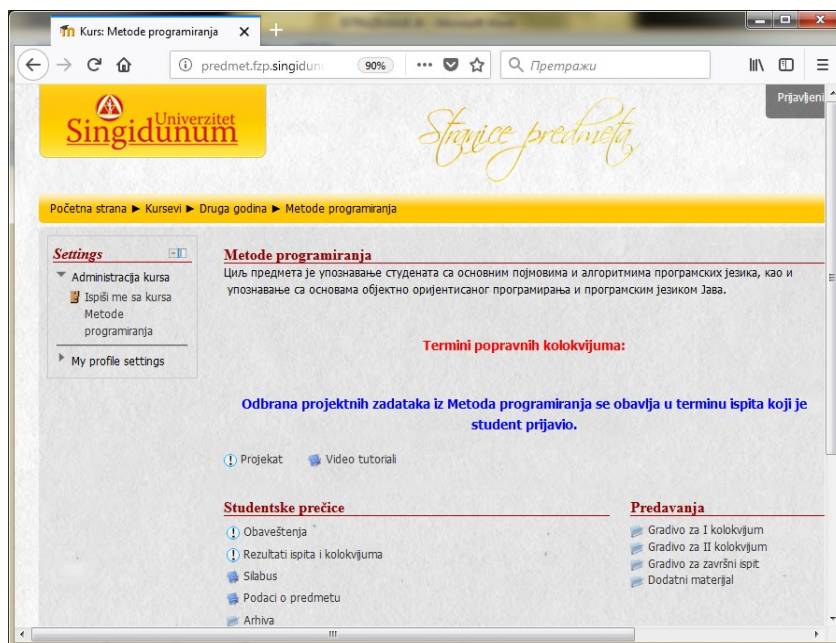 Kurs: Metode programiranja
predmet.fzp.singidun
90%
Претражи
Univerzitet
Singidunum
Stranice predmeta
Prijavljeni
Početna strana ► Kursevi ► Druga godina ► Metode programiranja
Settings
Administracija kursa
Ispiši me sa kursa
Metode
programiranja
My profile settings
Metode programiranja
Циљ предмета је упознавање студената са основним појмовима и алгоритмима програмских језика, као и
упознавање са основама објектно оријентисаног програмирања и програмским језиком Јава.
Termini popravnih kolokvijuma:
Odbrana projektnih zadataka iz Metoda programiranja se obavlja u terminu ispita koji je
student prijavio.
Projekat Video tutoriali
Studentske prečice
Obaveštenja
Rezultati ispita i kolokvijuma
Silabus
Podaci o predmetu
Arhiva
Predavanja
Gradivo za I kolokvijum
Gradivo za II kolokvijum
Gradivo za završni ispit
Dodatni materijal